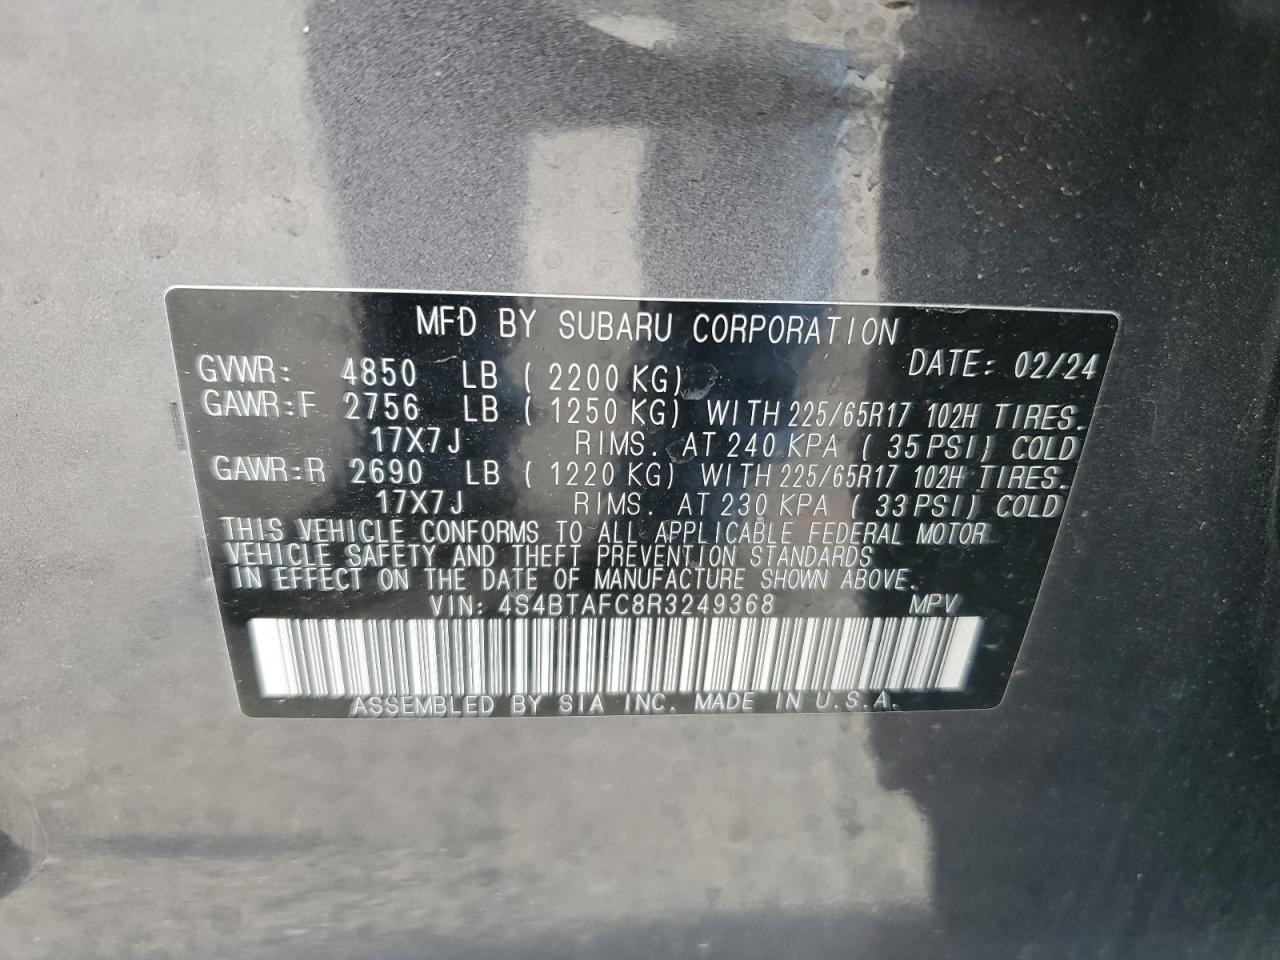 MFD BY SUBARU CORPORATION
DATE: 02/24
GVWR: 4850 LB ( 2200 KG)
GAWR:F 2756 LB ( 1250 KG) WITH 225/65R17 102H TIRES.
17X7J RIMS. AT 240 KPA ( 35 PSI) COLD
GAWR:R 2690 LB ( 1220 KG) WITH 225/65R17 102H TIRES.
17X7J RIMS. AT 230 KPA ( 33 PSI) COLD
THIS VEHICLE CONFORMS TO ALL APPLICABLE FEDERAL MOTOR
VEHICLE SAFETY AND THEFT PREVENTION STANDARDS
IN EFFECT ON THE DATE OF MANUFACTURE SHOWN ABOVE.
VIN: 4S4BTAFC8R3249368 MPV
ASSEMBLED BY SIA INC. MADE IN U.S.A.